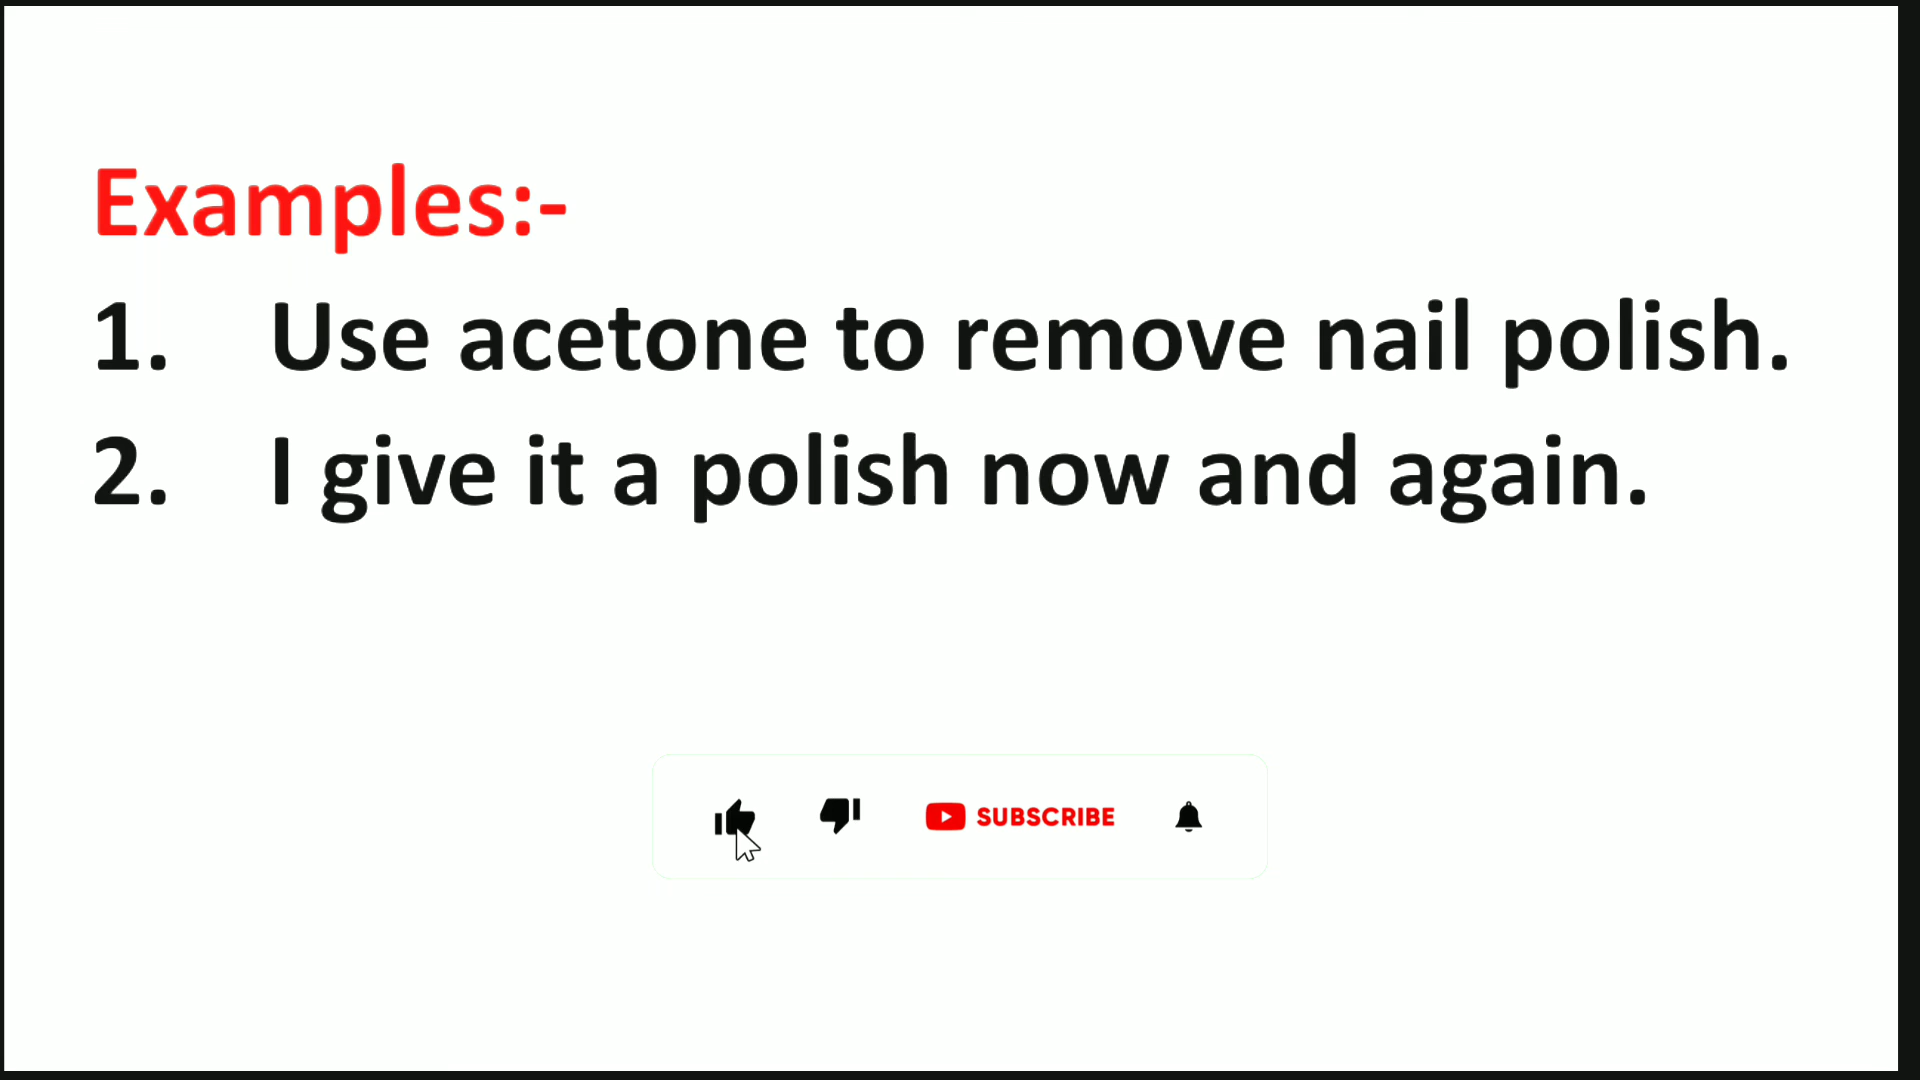 Examples:-
1. Use acetone to remove nail polish.
2. I give it a polish now and again.
SUBSCRIBE